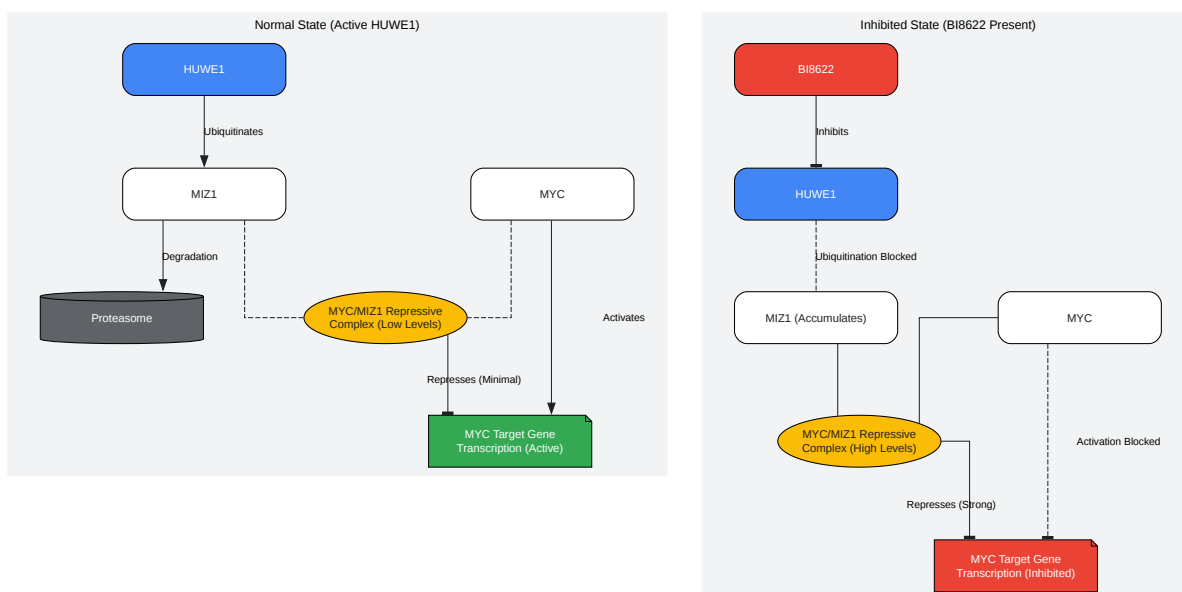 Normal State (Active HUWE1)
HUWE1
Ubiquitinates
MIZ1
MYC
Degradation
Proteasome
MYC/MIZ1 Repressive
Complex (Low Levels)
Activates
Represses (Minimal)
MYC Target Gene
Transcription (Active)
Inhibited State (BI8622 Present)
BI8622
Inhibits
HUWE1
Ubiquitination Blocked
MIZ1 (Accumulates)
MYC
MYC/MIZ1 Repressive
Complex (High Levels)
Activation Blocked
Represses (Strong)
MYC Target Gene
Transcription (Inhibited)